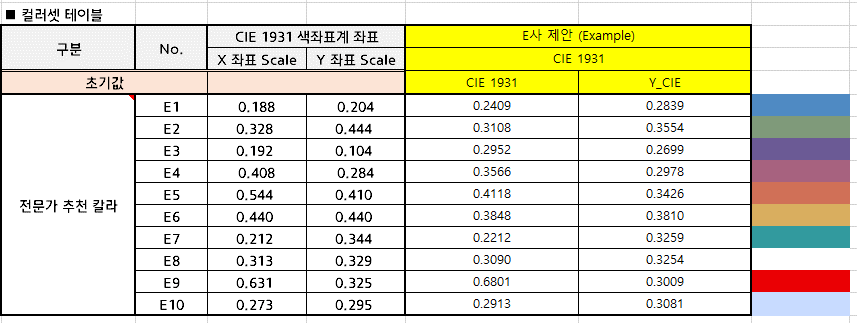 ■ 컬러셋 테이블
구분 No. CIE 1931 색좌표계 좌표 E사 제안 (Example)
X 좌표 Scale Y 좌표 Scale CIE 1931
초기값 CIE 1931 Y_CIE
전문가 추천 칼라
E1 0.188 0.204 0.2409 0.2839
E2 0.328 0.444 0.3108 0.3554
E3 0.192 0.104 0.2952 0.2699
E4 0.408 0.284 0.3566 0.2978
E5 0.544 0.410 0.4118 0.3426
E6 0.440 0.440 0.3848 0.3810
E7 0.212 0.344 0.2212 0.3259
E8 0.313 0.329 0.3090 0.3254
E9 0.631 0.325 0.6801 0.3009
E10 0.273 0.295 0.2913 0.3081